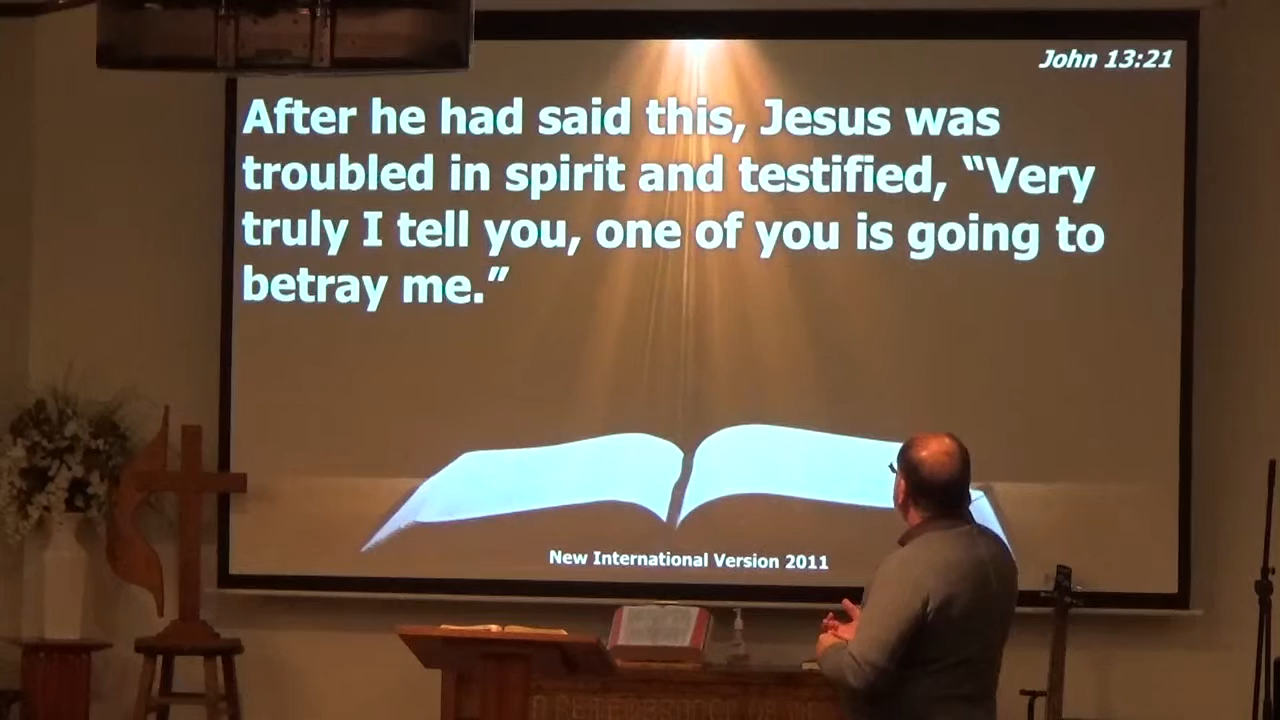 John 13:21
After he had said this, Jesus was
troubled in spirit and testified, “Very
truly I tell you, one of you is going to
betray me.”
New International Version 2011